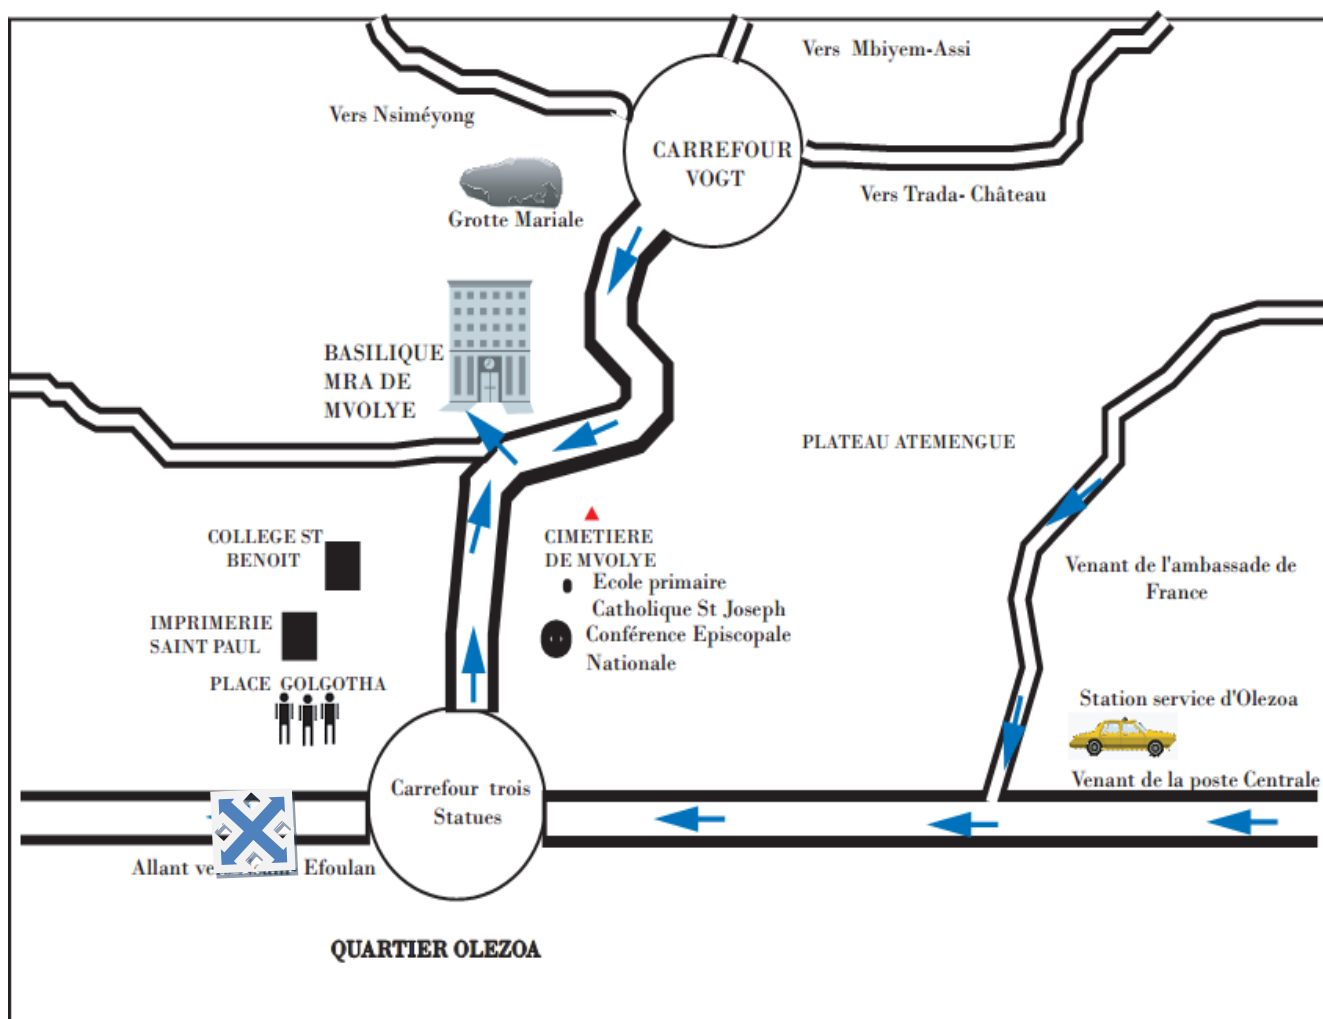 Vers Mbiyem-Assi
Vers Nsiméyong
CARREFOUR
VOGT
Vers Trada- Château
Grotte Mariale
BASILIQUE
MRA DE
MVOLYE
PLATEAU ATEMENGUE
COLLEGE ST
BENOIT
CIMETIERE
DE MVOLYE
Ecole primaire
Catholique St Joseph
Conférence Episcopale
Nationale
Venant de l'ambassade de
France
IMPRIMERIE
SAINT PAUL
PLACE GOLGOTHA
Station service d'Olezoa
Venant de la poste Centrale
Carrefour trois
Statues
Allant Efoulan
QUARTIER OLEZOA